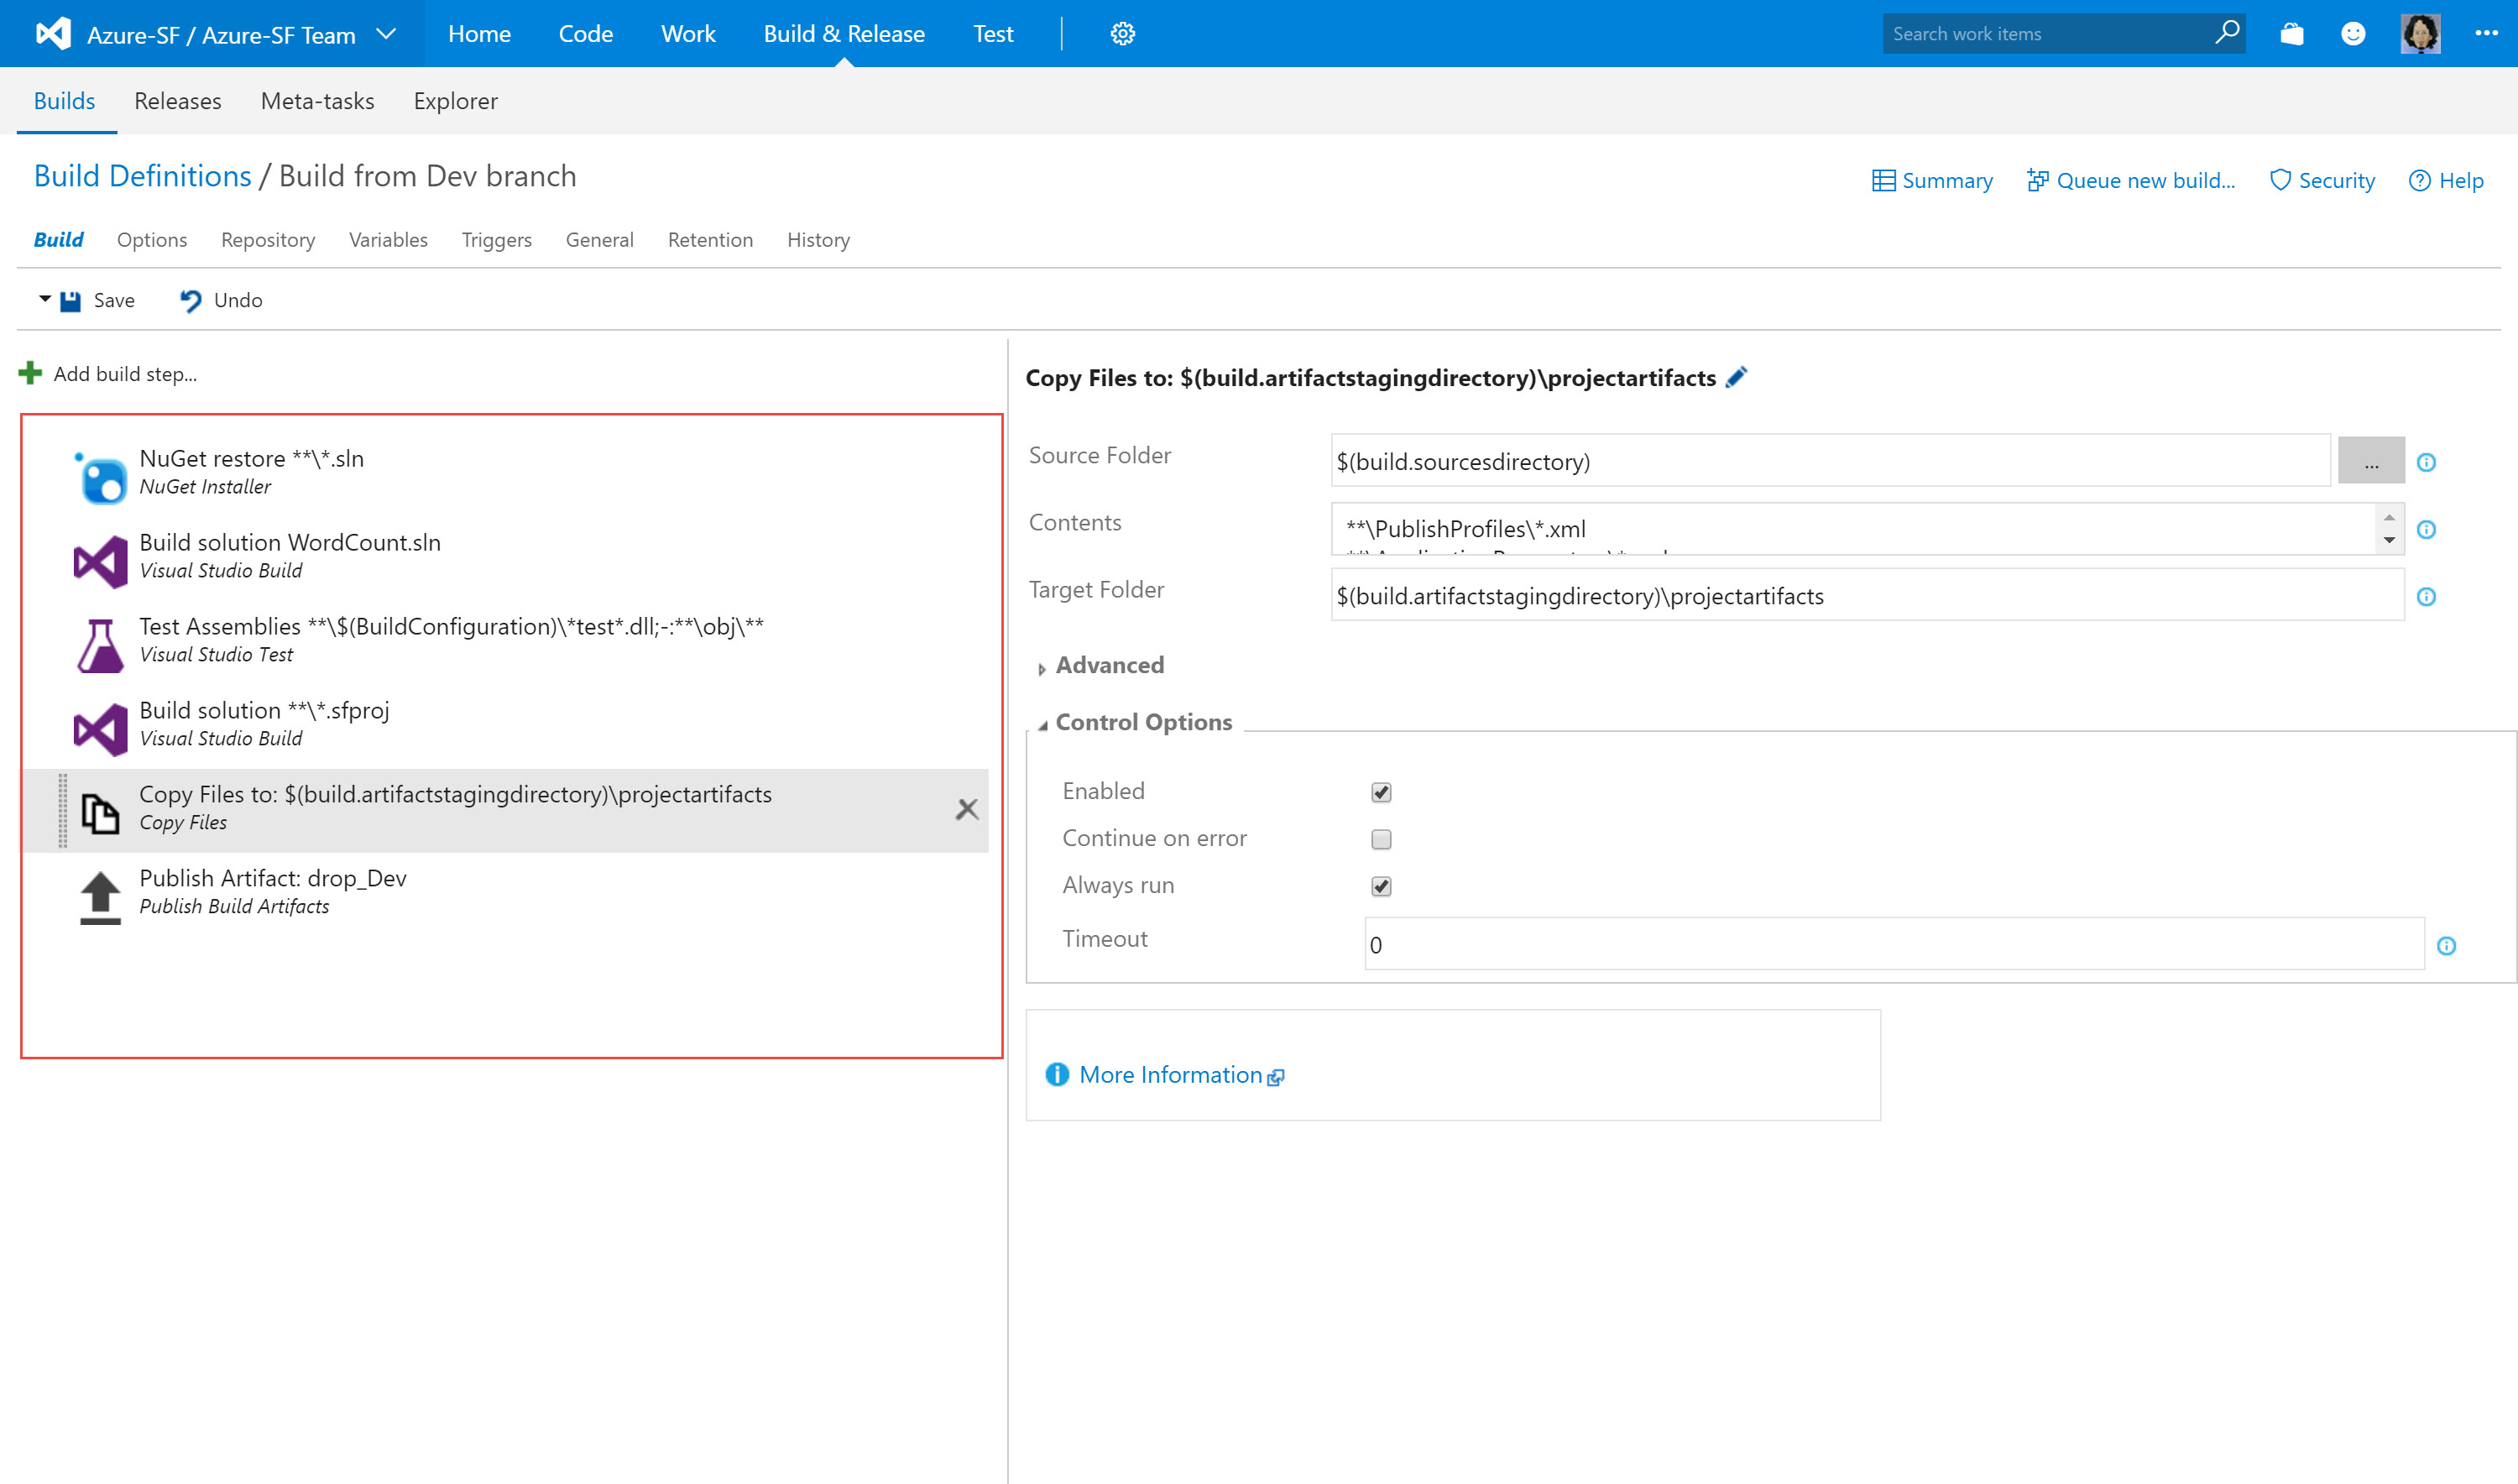 Azure-SF / Azure-SF Team
Home
Code
Work
Build & Release
Test
Search work items
Builds
Releases
Meta-tasks
Explorer
Build Definitions / Build from Dev branch
Summary
Queue new build...
Security
Help
Build
Options
Repository
Variables
Triggers
General
Retention
History
Save
Undo
Add build step...
NuGet restore **\*.sln
NuGet Installer
Build solution WordCount.sln
Visual Studio Build
Test Assemblies **\$(BuildConfiguration)\*test*.dll;-:**\obj\**
Visual Studio Test
Build solution **\*.sfproj
Visual Studio Build
Copy Files to: $(build.artifactstagingdirectory)\projectartifacts
Copy Files
Publish Artifact: drop_Dev
Publish Build Artifacts
Copy Files to: $(build.artifactstagingdirectory)\projectartifacts
Source Folder
$(build.sourcesdirectory)
...
Contents
**\PublishProfiles\*.xml
Target Folder
$(build.artifactstagingdirectory)\projectartifacts
Advanced
Control Options
Enabled
Continue on error
Always run
Timeout
0
More Information